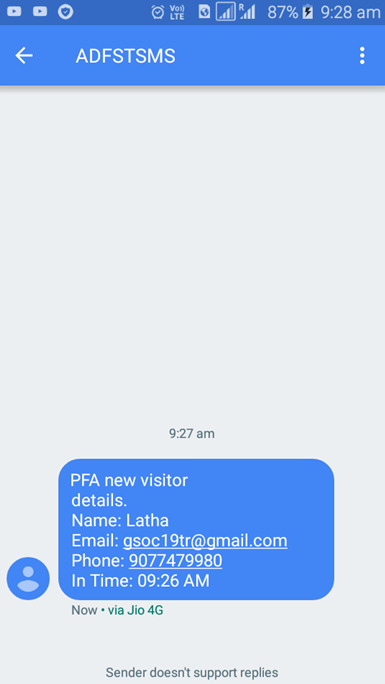 Voi) LTE R 87% 9:28 am
ADFSTSMS
9:27 am
PFA new visitor
details.
Name: Latha
Email: gsoc19tr@gmail.com
Phone: 9077479980
In Time: 09:26 AM
Now • via Jio 4G
Sender doesn't support replies